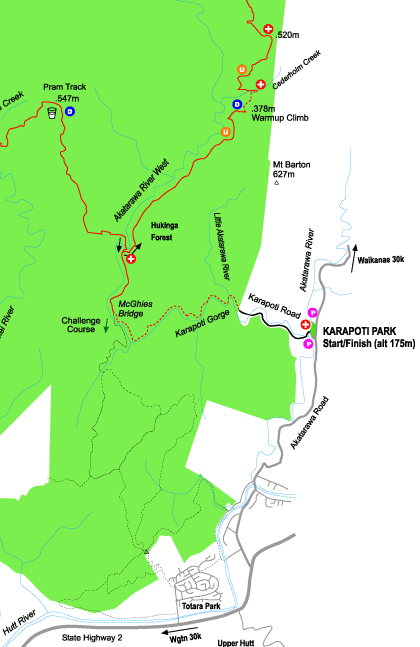 .520m
Cedarholm Creek
Pram Track
.547m
Creek
.378m
Warmup Climb
U
D
D
U
Mt Barton
627m
Akatarawa River West
Hukinga
Forest
Little Akatarawa River
Akatarawa River
Waikanae 30k
McGhies
Bridge
Karapoti Road
Karapoti Gorge
Challenge
Course
P
P
KARAPOTI PARK
Start/Finish (alt 175m)
River
Akatarawa Road
Totara Park
Hutt River
State Highway 2
Wgtn 30k
Upper Hutt